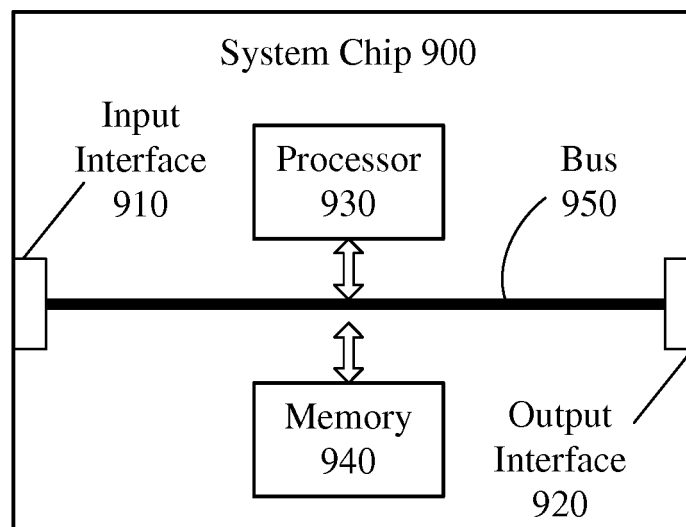 System Chip 900
Input
Interface
910
Processor
930
Bus
950
Memory
940
Output
Interface
920